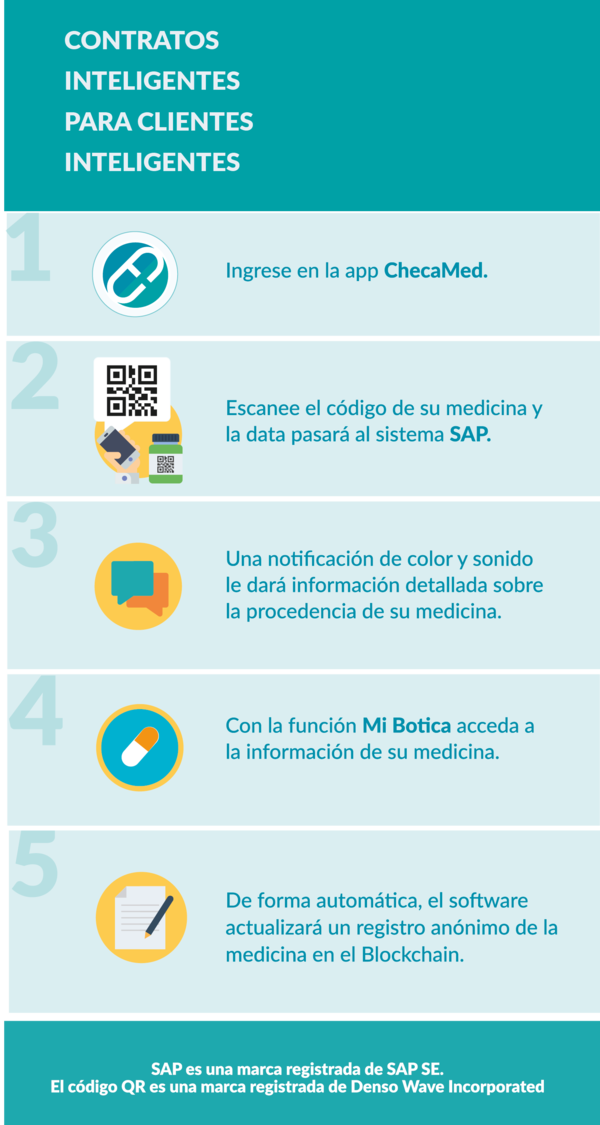 CONTRATOS
INTELIGENTES
PARA CLIENTES
INTELIGENTES
1
Ingrese en la app ChecaMed.
2
Escanee el código de su medicina y
la data pasará al sistema SAP.
3
Una notificación de color y sonido
le dará información detallada sobre
la procedencia de su medicina.
4
Con la función Mi Botica acceda a
la información de su medicina.
5
De forma automática, el software
actualizará un registro anónimo de la
medicina en el Blockchain.
SAP es una marca registrada de SAP SE.
El código QR es una marca registrada de Denso Wave Incorporated